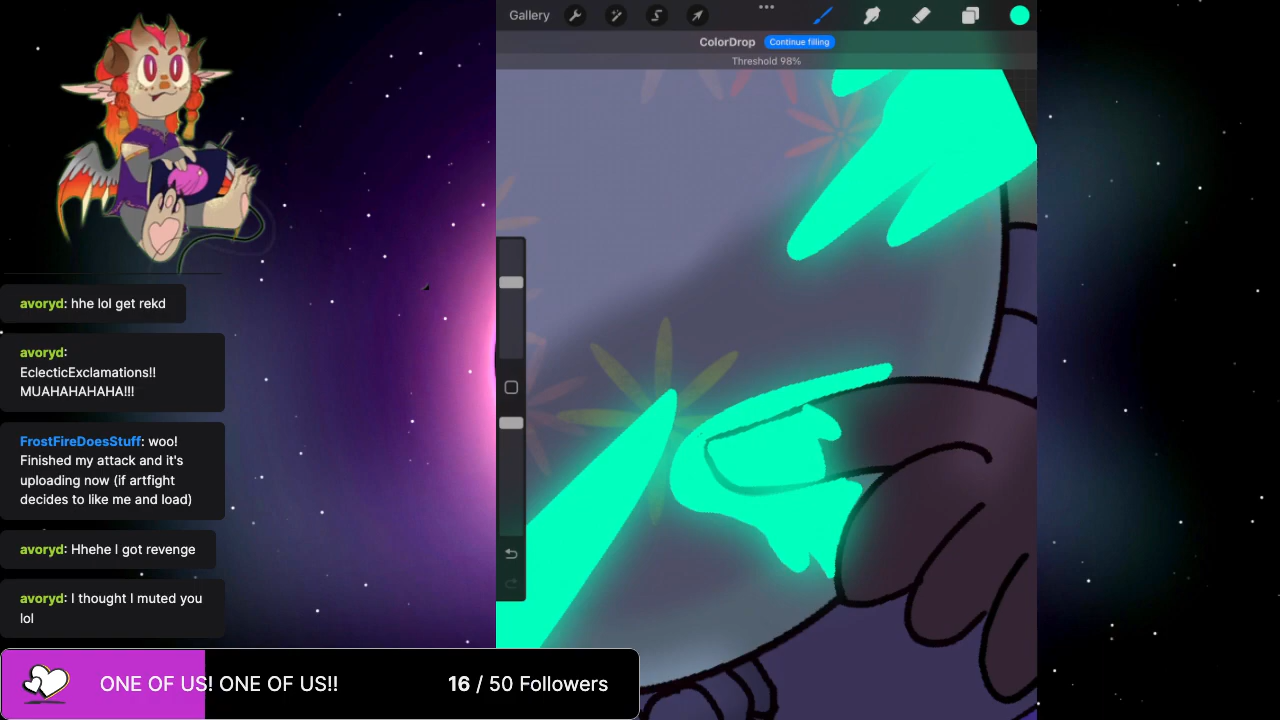 Gallery
ColorDrop Continue filling
Threshold 98%
avoryd: hhe lol get rekd
avoryd:
EclecticExclamations!!
MUAHAHAHAHA!!!
FrostFireDoesStuff: woo!
Finished my attack and it's
uploading now (if artfight
decides to like me and load)
avoryd: Hhehe I got revenge
avoryd: I thought I muted you
lol
ONE OF US! ONE OF US!! 16 / 50 Followers